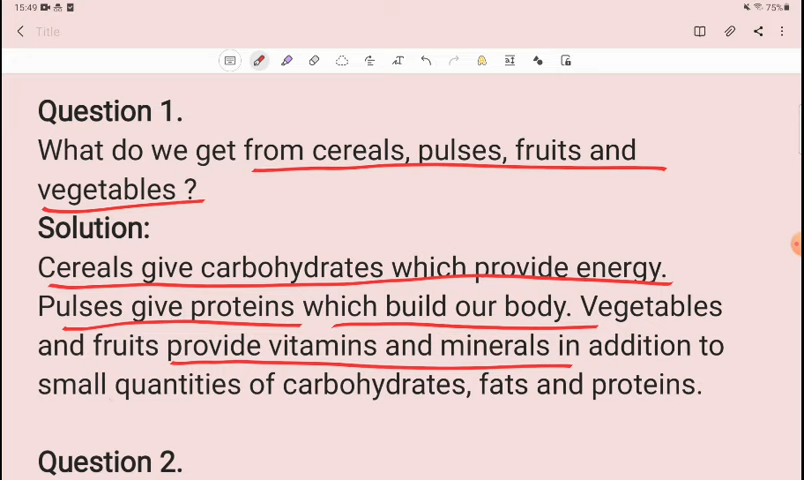 15:49
75%
Title
Question 1.
What do we get from cereals, pulses, fruits and
vegetables ?
Solution:
Cereals give carbohydrates which provide energy.
Pulses give proteins which build our body. Vegetables
and fruits provide vitamins and minerals in addition to
small quantities of carbohydrates, fats and proteins.
Question 2.